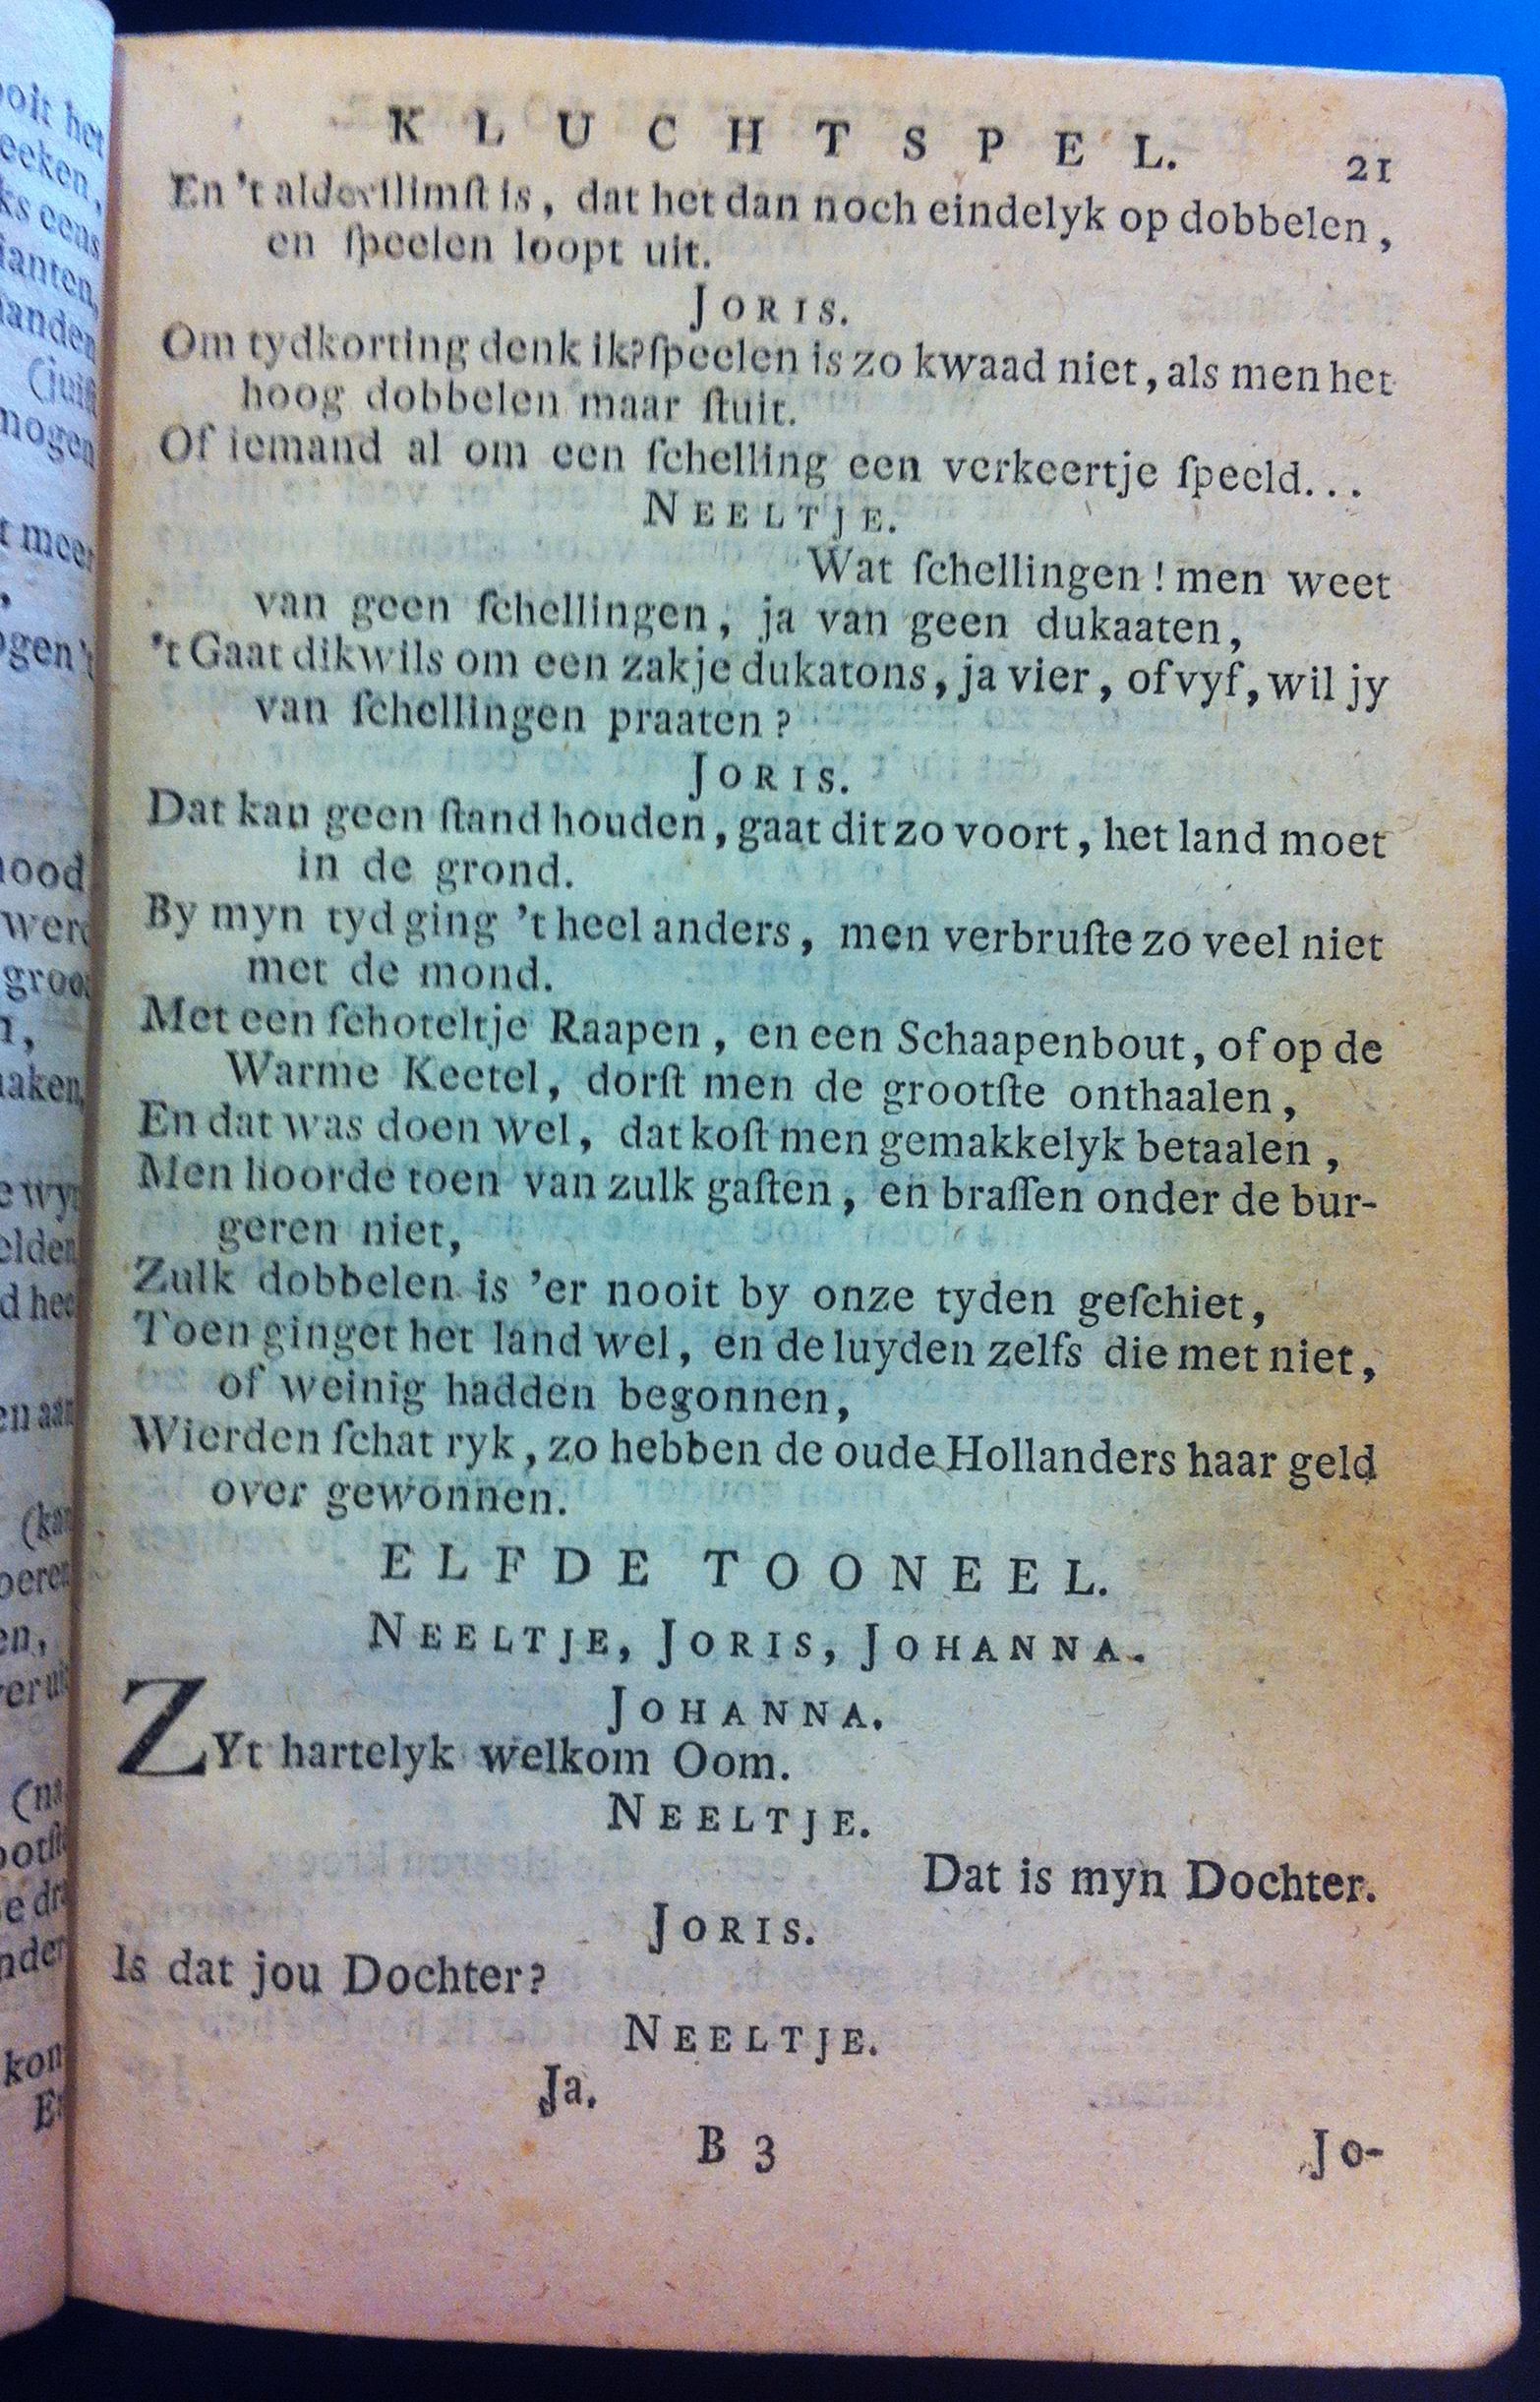 KLUCHTSPEL. 21
En 't alderſlimſt is, dat het dan noch eindelyk op dobbelen,
en ſpeelen loopt uit.
JORIS.
Om tydkorting denk ik? ſpeelen is zo kwaad niet, als men het
hoog dobbelen maar ſtuit.
Of iemand al om een ſchelling een verkeertje ſpeeld...
NEELTJE.
Wat ſchellingen! men weet
van geen ſchellingen, ja van geen dukaaten,
't Gaat dikwils om een zakje dukatons, ja vier, of vyf, wil jy
van ſchellingen praaten?
JORIS.
Dat kan geen ſtand houden, gaat dit zo voort, het land moet
in de grond.
By myn tyd ging 't heel anders, men verbruſte zo veel niet
met de mond.
Met een ſchoteltje Raapen, en een Schaapenbout, of op de
Warme Keetel, dorſt men de grootſte onthaalen,
En dat was doen wel, dat koſt men gemakkelyk betaalen,
Men hoorde toen van zulk gaſten, en braſſen onder de bur-
geren niet,
Zulk dobbelen is 'er nooit by onze tyden geſchiet,
Toen ginget het land wel, en de luyden zelfs die met niet,
of weinig hadden begonnen,
Wierden ſchat ryk, zo hebben de oude Hollanders haar geld
over gewonnen.
ELFDE TOONEEL.
NEELTJE, JORIS, JOHANNA.
JOHANNA.
ZYt hartelyk welkom Oom.
NEELTJE.
Dat is myn Dochter.
JORIS.
Is dat jou Dochter?
NEELTJE.
Ja.
B 3 Jo-